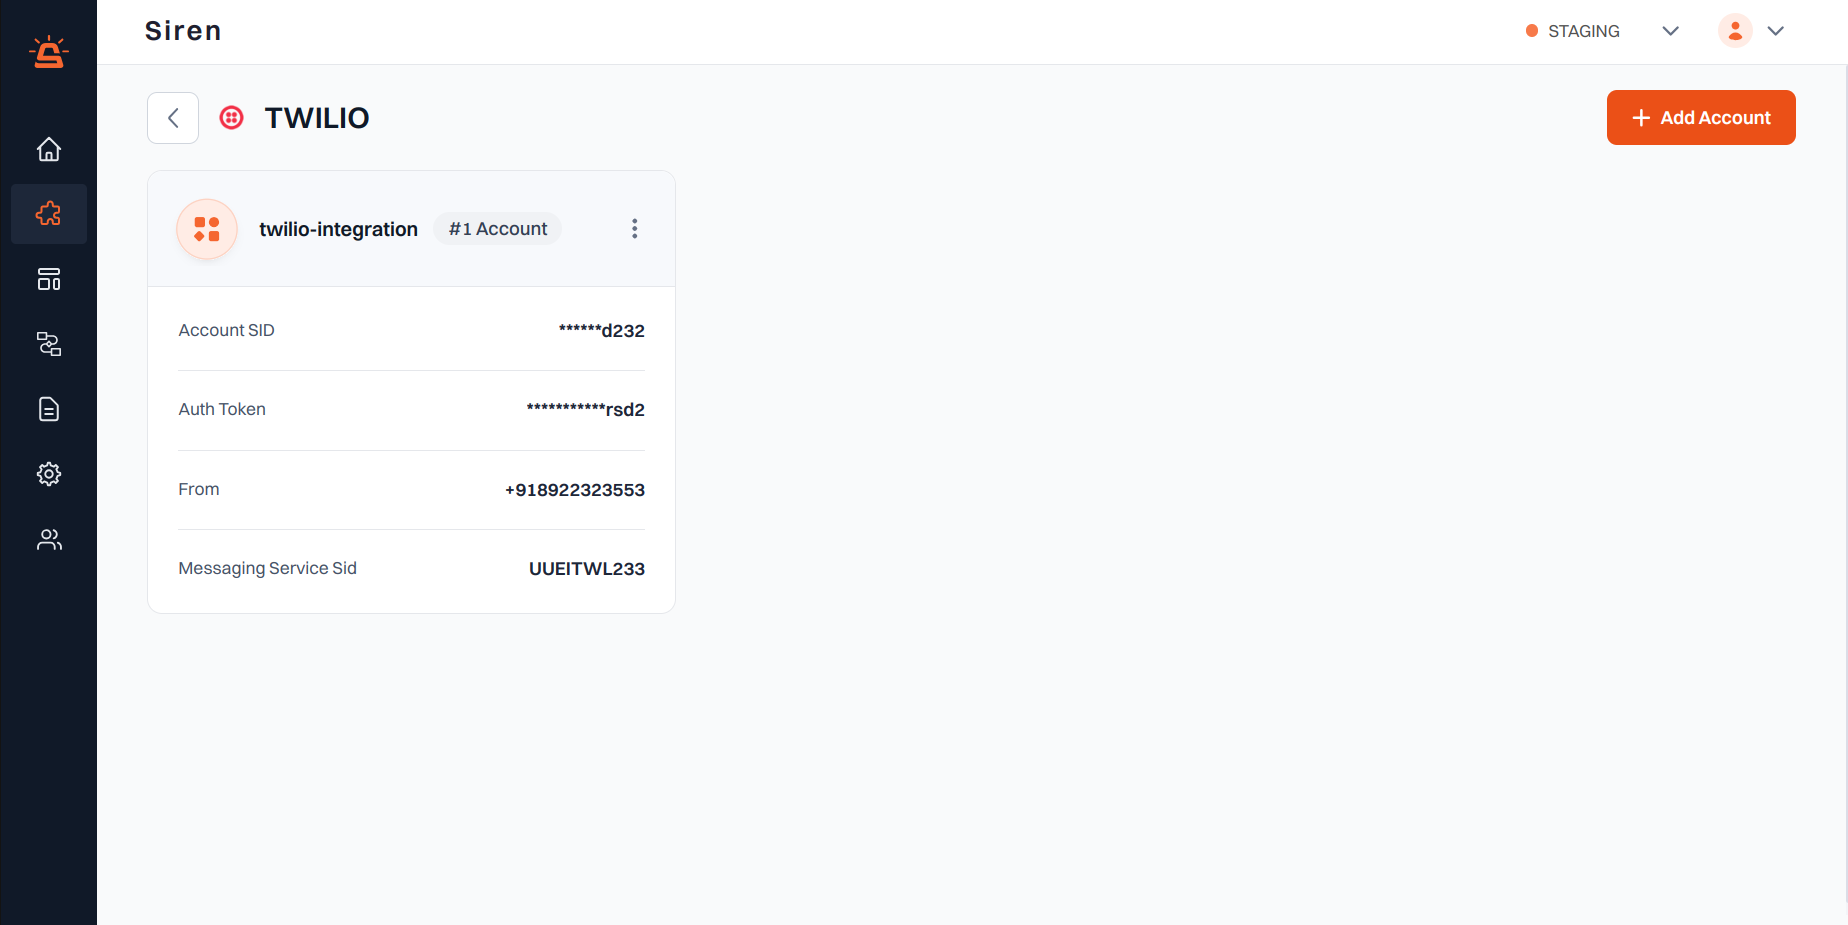 Siren
STAGING
TWILIO
Add Account
twilio-integration
#1 Account
Account SID
******d232
Auth Token
***********rsd2
From
+918922323553
Messaging Service Sid
UUEITWL233